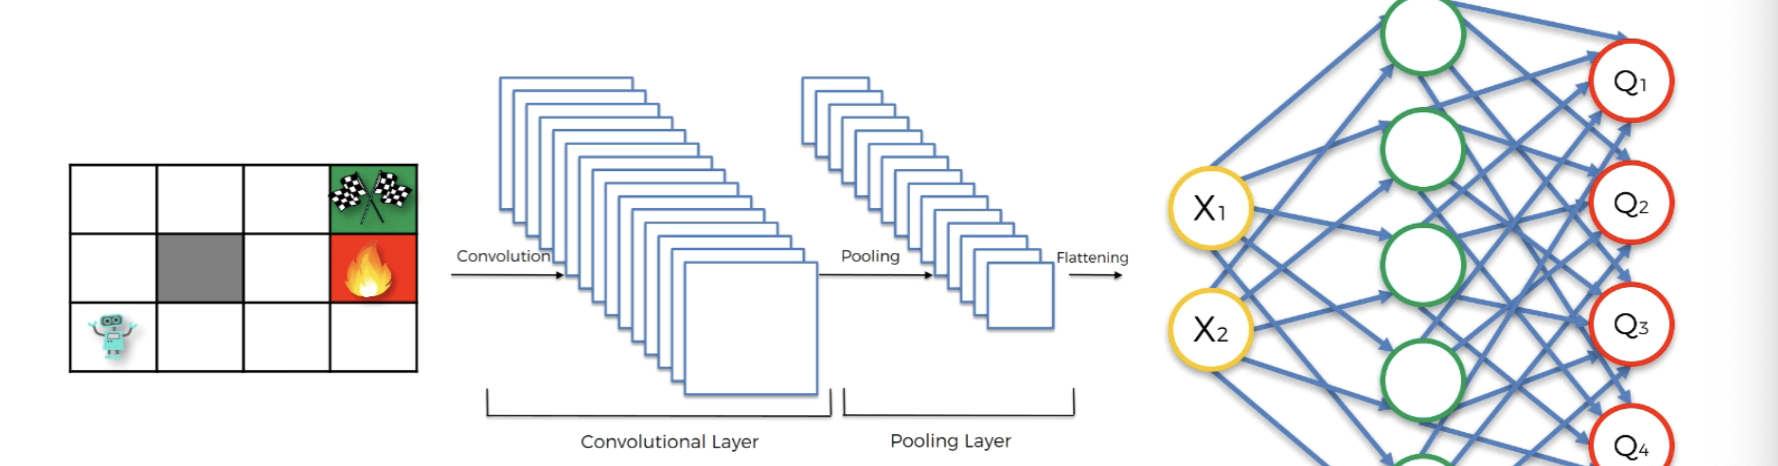 Convolution
Convolutional Layer
Pooling
Pooling Layer
Flattening
X1
X2
Q1
Q2
Q3
Q4